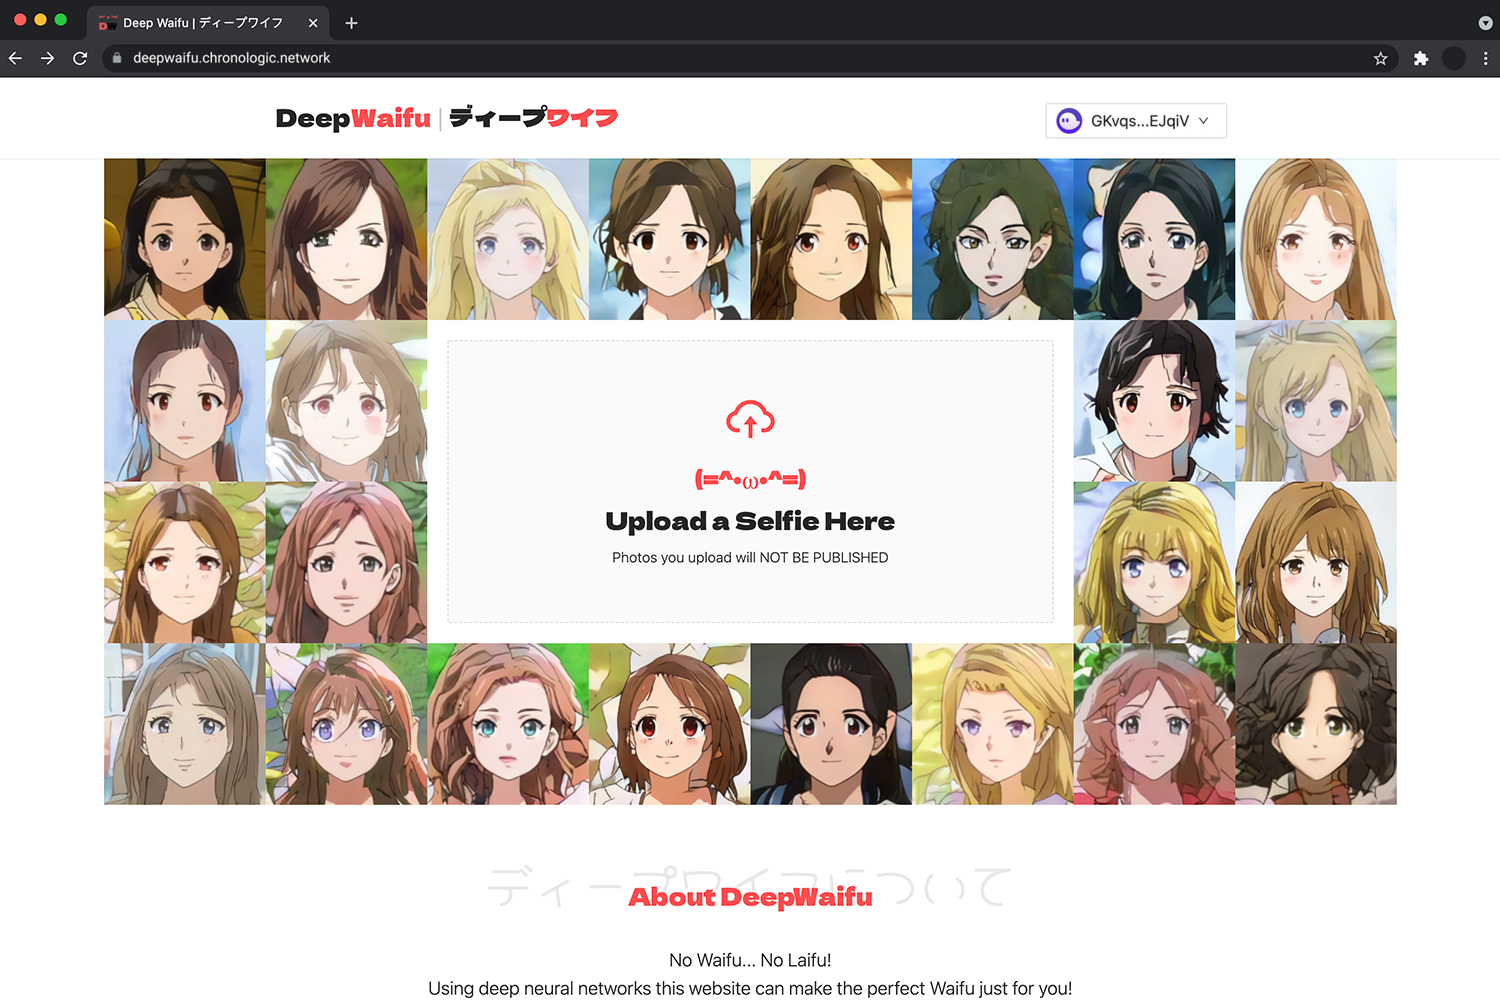 Deep Waifu | ディープワイフ
deepwaifu.chronologic.network
DeepWaifu | ディープワイフ
GKvqs...EJqiV
(=^•ω•^=)
Upload a Selfie Here
Photos you upload will NOT BE PUBLISHED
ディープワイフについて
About DeepWaifu
No Waifu... No Laifu!
Using deep neural networks this website can make the perfect Waifu just for you!